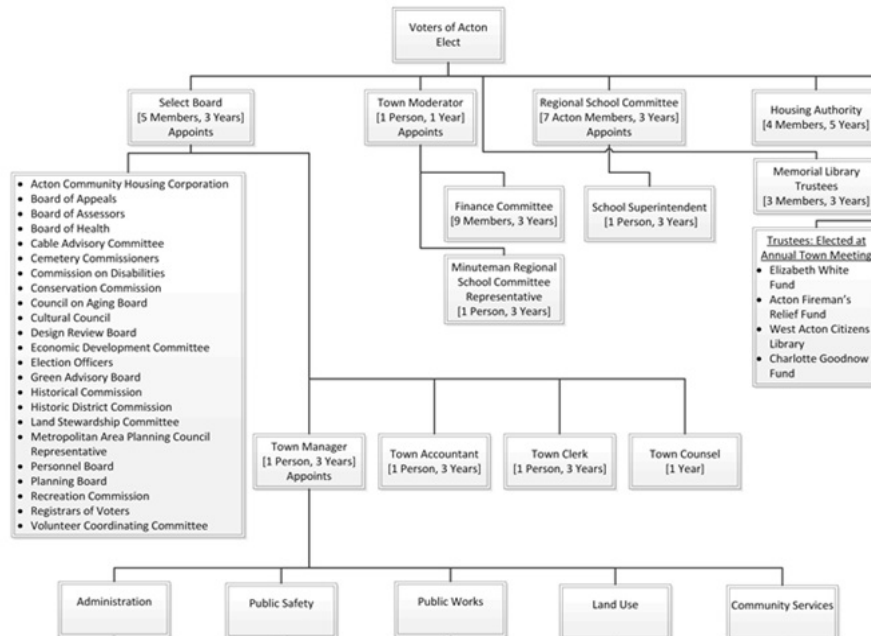 Voters of Acton
Elect
Select Board
[5 Members, 3 Years]
Appoints
Town Moderator
[1 Person, 1 Year]
Appoints
Regional School Committee
[7 Acton Members, 3 Years]
Appoints
Housing Authority
[4 Members, 5 Years]
Memorial Library
Trustees
[3 Members, 3 Years]
• Acton Community Housing Corporation
• Board of Appeals
• Board of Assessors
• Board of Health
• Cable Advisory Committee
• Cemetery Commissioners
• Commission on Disabilities
• Conservation Commission
• Council on Aging Board
• Cultural Council
• Design Review Board
• Economic Development Committee
• Election Officers
• Green Advisory Board
• Historical Commission
• Historic District Commission
• Land Stewardship Committee
• Metropolitan Area Planning Council
Representative
• Personnel Board
• Planning Board
• Recreation Commission
• Registrars of Voters
• Volunteer Coordinating Committee
Finance Committee
[9 Members, 3 Years]
School Superintendent
[1 Person, 3 Years]
Minuteman Regional
School Committee
Representative
[1 Person, 3 Years]
Trustees: Elected at
Annual Town Meeting
• Elizabeth White
Fund
• Acton Fireman's
Relief Fund
• West Acton Citizens
Library
• Charlotte Goodnow
Fund
Town Manager
[1 Person, 3 Years]
Appoints
Town Accountant
[1 Person, 3 Years]
Town Clerk
[1 Person, 3 Years]
Town Counsel
[1 Year]
Administration
Public Safety
Public Works
Land Use
Community Services